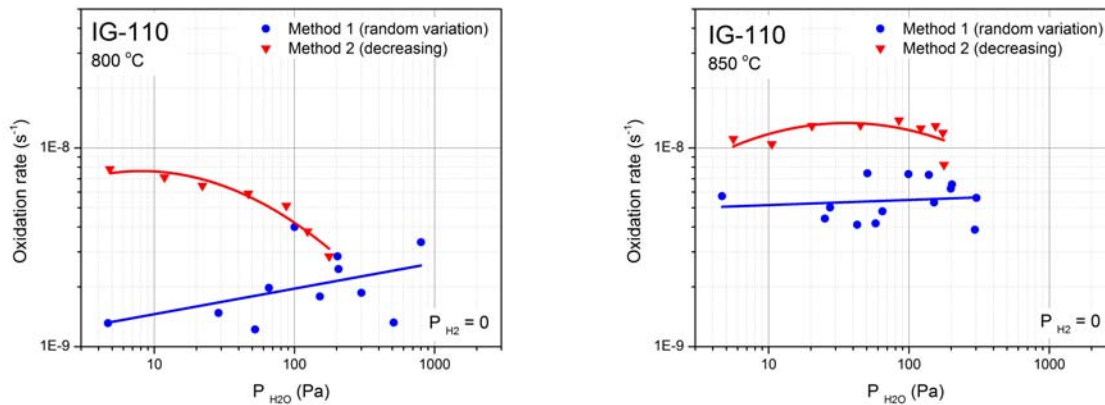 IG-110
800 °C
Method 1 (random variation)
Method 2 (decreasing)
Oxidation rate (s⁻¹)
1E-8
1E-9
P H2 = 0
10
100
1000
P H2O (Pa)
IG-110
850 °C
Method 1 (random variation)
Method 2 (decreasing)
Oxidation rate (s⁻¹)
1E-8
1E-9
P H2 = 0
10
100
1000
P H2O (Pa)